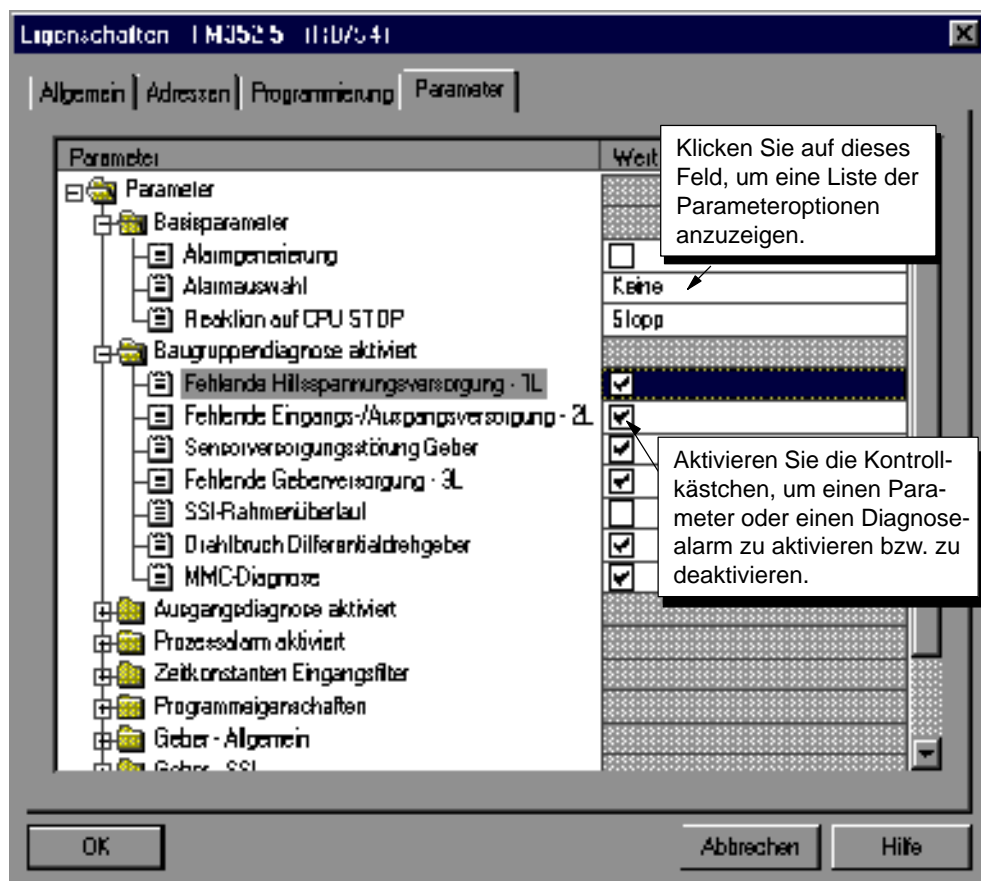 Eigenschaften - FM352-5 - (R0/S4)
Allgemein Adressen Programmierung Parameter
Parameter Wert
Parameter
Basisparameter
Alarmgenerierung
Alarmauswahl Keine
Reaktion auf CPU STOP Stopp
Baugruppendiagnose aktiviert
Fehlende Hilfsspannungsversorgung - 1L
Fehlende Eingangs-/Ausgangsversorgung - 2L
Sensorversorgungsstörung Geber
Fehlende Geberversorgung - 3L
SSI-Rahmenüberlauf
Drahtbruch Differentialdrehgeber
MMC-Diagnose
Ausgangsdiagnose aktiviert
Prozessalarm aktiviert
Zeitkonstanten Eingangsfilter
Programmeigenschaften
Geber - Allgemein
Geber - SSI
Klicken Sie auf dieses
Feld, um eine Liste der
Parameteroptionen
anzuzeigen.
Aktivieren Sie die Kontroll-
kästchen, um einen Para-
meter oder einen Diagnose-
alarm zu aktivieren bzw. zu
deaktivieren.
OK Abbrechen Hilfe